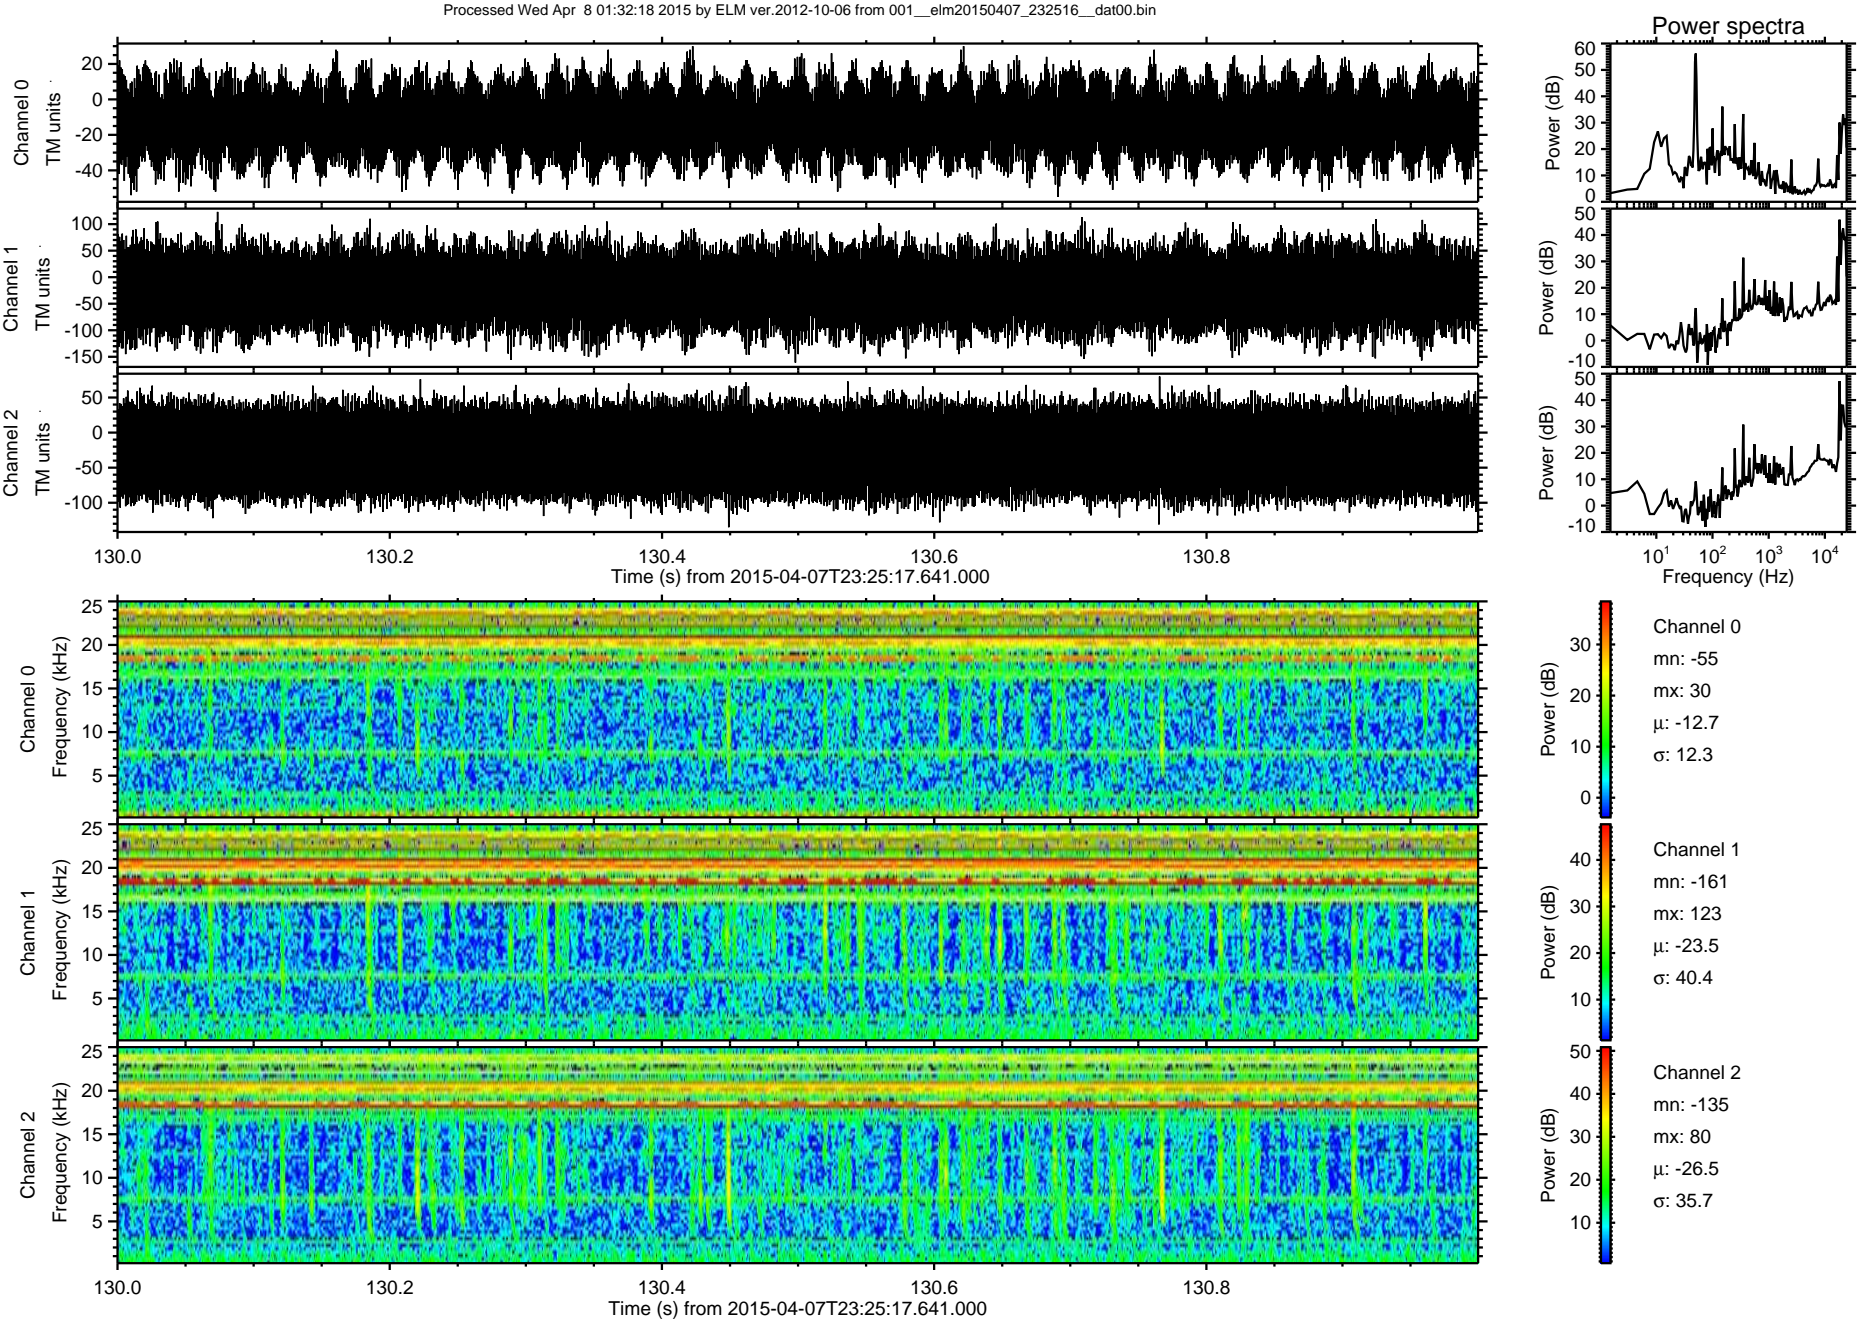 Processed Wed Apr  8 01:32:18 2015 by ELM ver.2012-10-06 from 001__elm20150407_232516__dat00.bin
Power spectra
Channel 0
TM units
20
0
-20
-40
Power (dB)
60
50
40
30
20
10
0
Channel 1
TM units
100
50
0
-50
-100
-150
Power (dB)
50
40
30
20
10
0
-10
Channel 2
TM units
50
0
-50
-100
Power (dB)
50
40
30
20
10
0
-10
130.0 130.2 130.4 130.6 130.8
Time (s) from 2015-04-07T23:25:17.641.000
10¹ 10² 10³ 10⁴
Frequency (Hz)
Channel 0
Frequency (kHz)
25
20
15
10
5
Power (dB)
30
20
10
0
Channel 0
mn: -55
mx: 30
μ: -12.7
σ: 12.3
Channel 1
Frequency (kHz)
25
20
15
10
5
Power (dB)
40
30
20
10
Channel 1
mn: -161
mx: 123
μ: -23.5
σ: 40.4
Channel 2
Frequency (kHz)
25
20
15
10
5
Power (dB)
50
40
30
20
10
Channel 2
mn: -135
mx: 80
μ: -26.5
σ: 35.7
130.0 130.2 130.4 130.6 130.8
Time (s) from 2015-04-07T23:25:17.641.000